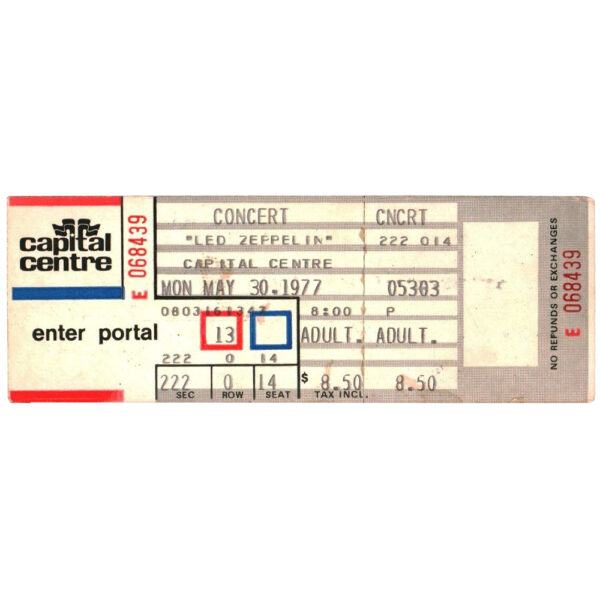 capital
centre
E 068439
enter portal
CONCERT CNCRT
"LED ZEPPELIN" 222 014
CAPITAL CENTRE
MON MAY 30.1977 05303
0803161347 8:00 P
13 ADULT. ADULT.
222 0 14
222 0 14 $ 8.50 8.50
SEC ROW SEAT TAX INCL.
NO REFUNDS OR EXCHANGES
E 068439